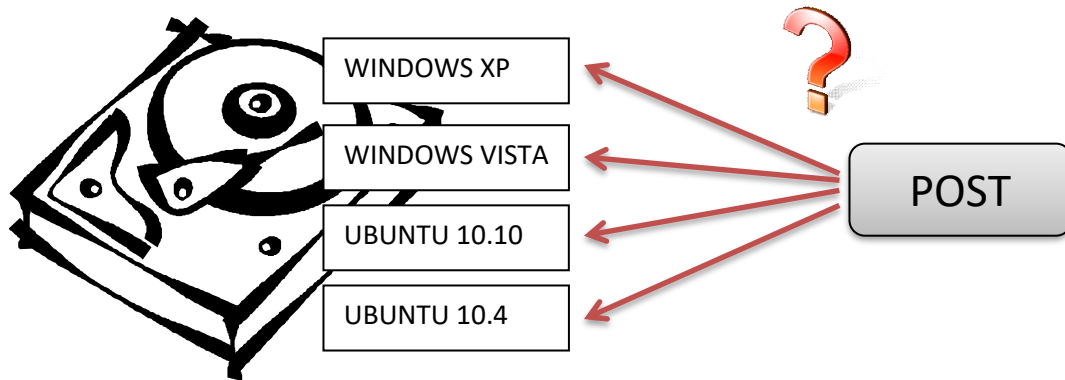 WINDOWS XP
WINDOWS VISTA
POST
UBUNTU 10.10
UBUNTU 10.4